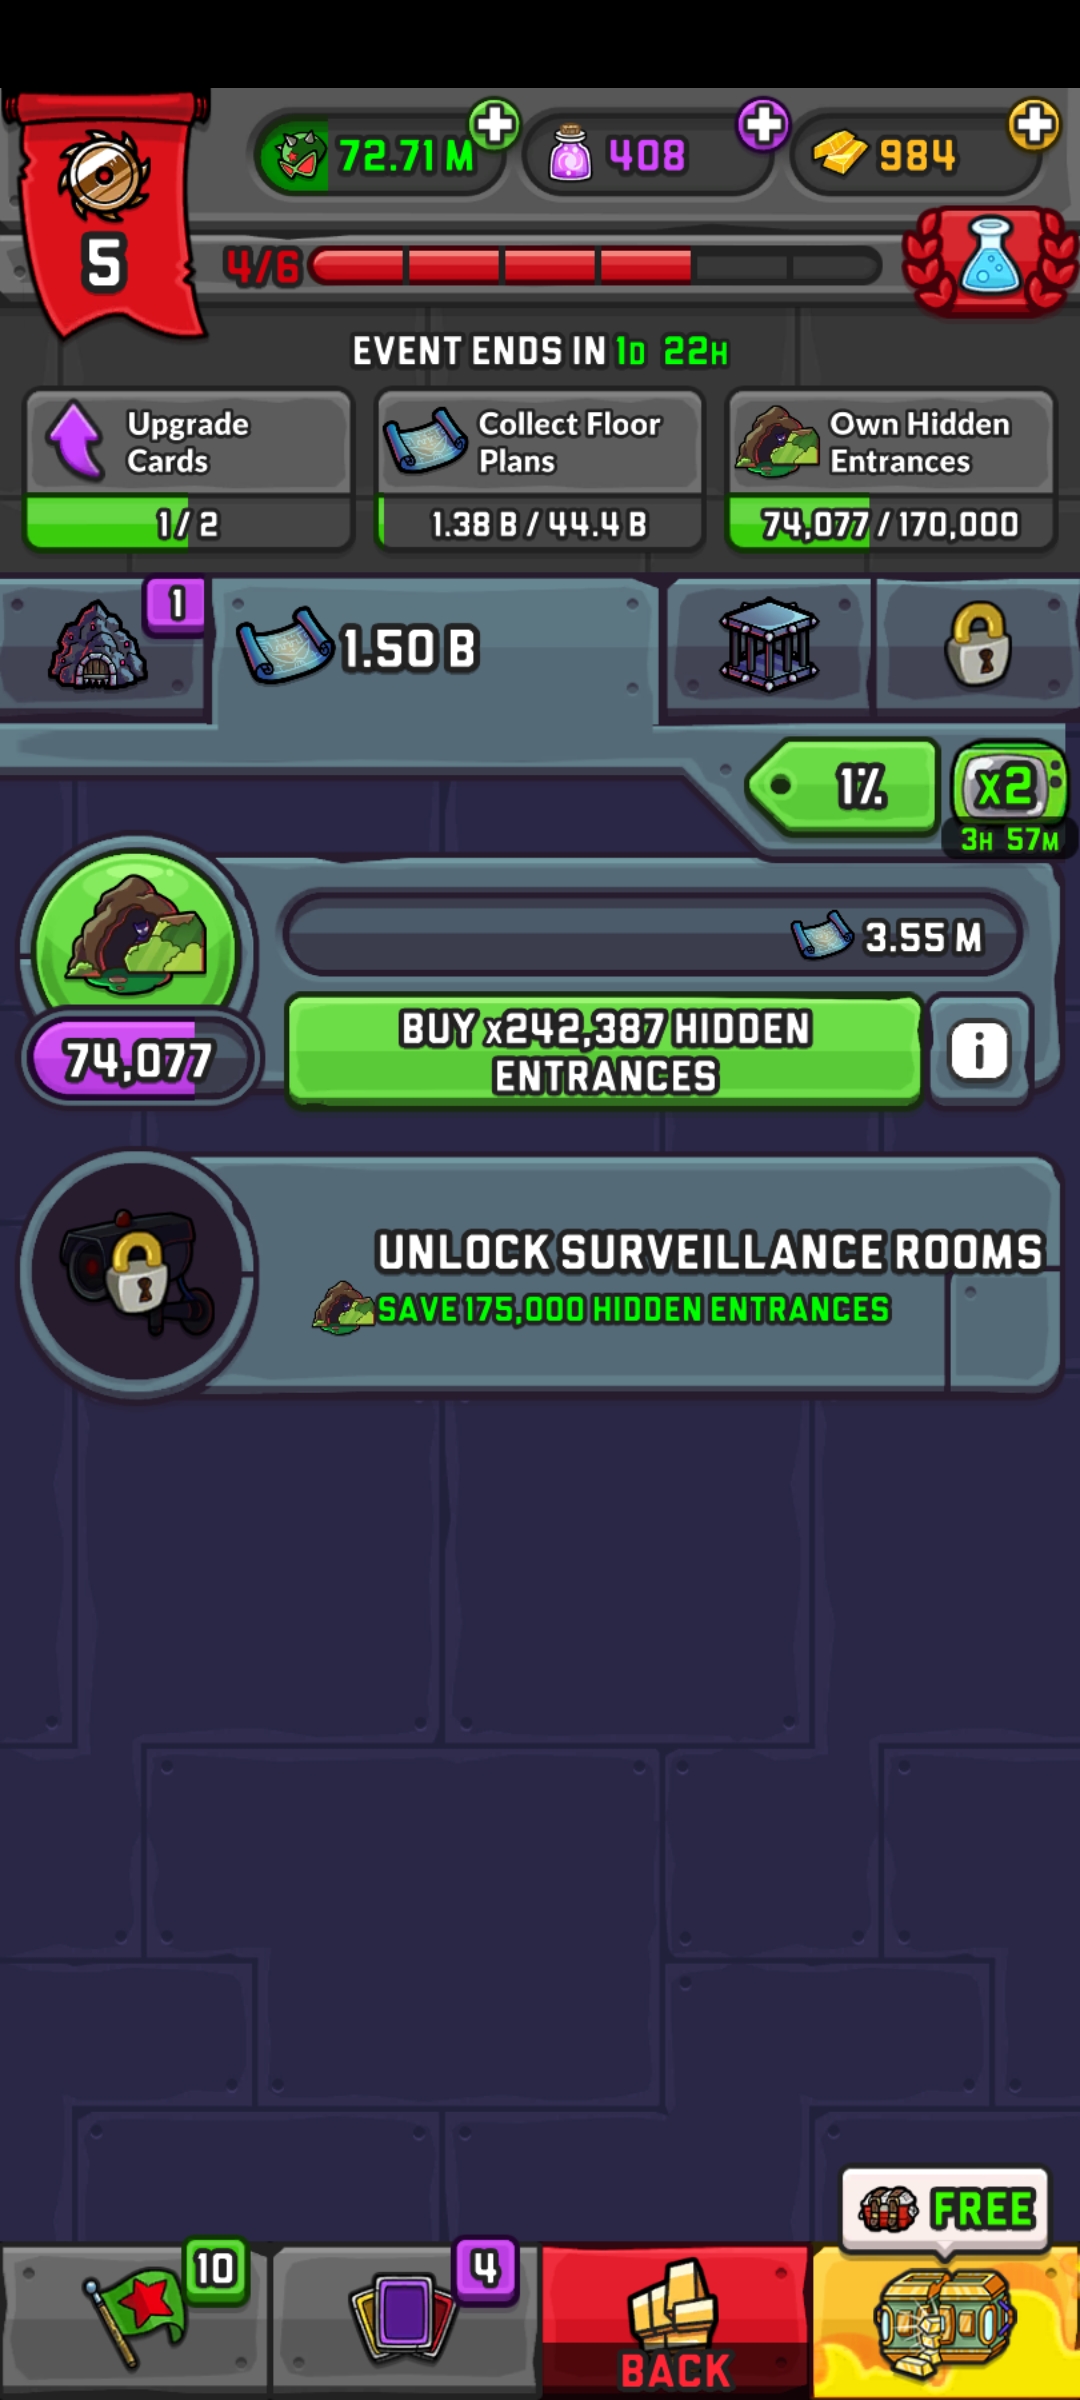 72.71 M
408
984
5
4/6
EVENT ENDS IN 1D 22H
Upgrade
Cards
1 / 2
Collect Floor
Plans
1.38 B / 44.4 B
Own Hidden
Entrances
74,077 / 170,000
1
1.50 B
1%
x2
3H 57M
3.55 M
74,077
BUY x242,387 HIDDEN
ENTRANCES
i
UNLOCK SURVEILLANCE ROOMS
SAVE 175,000 HIDDEN ENTRANCES
FREE
10
4
BACK